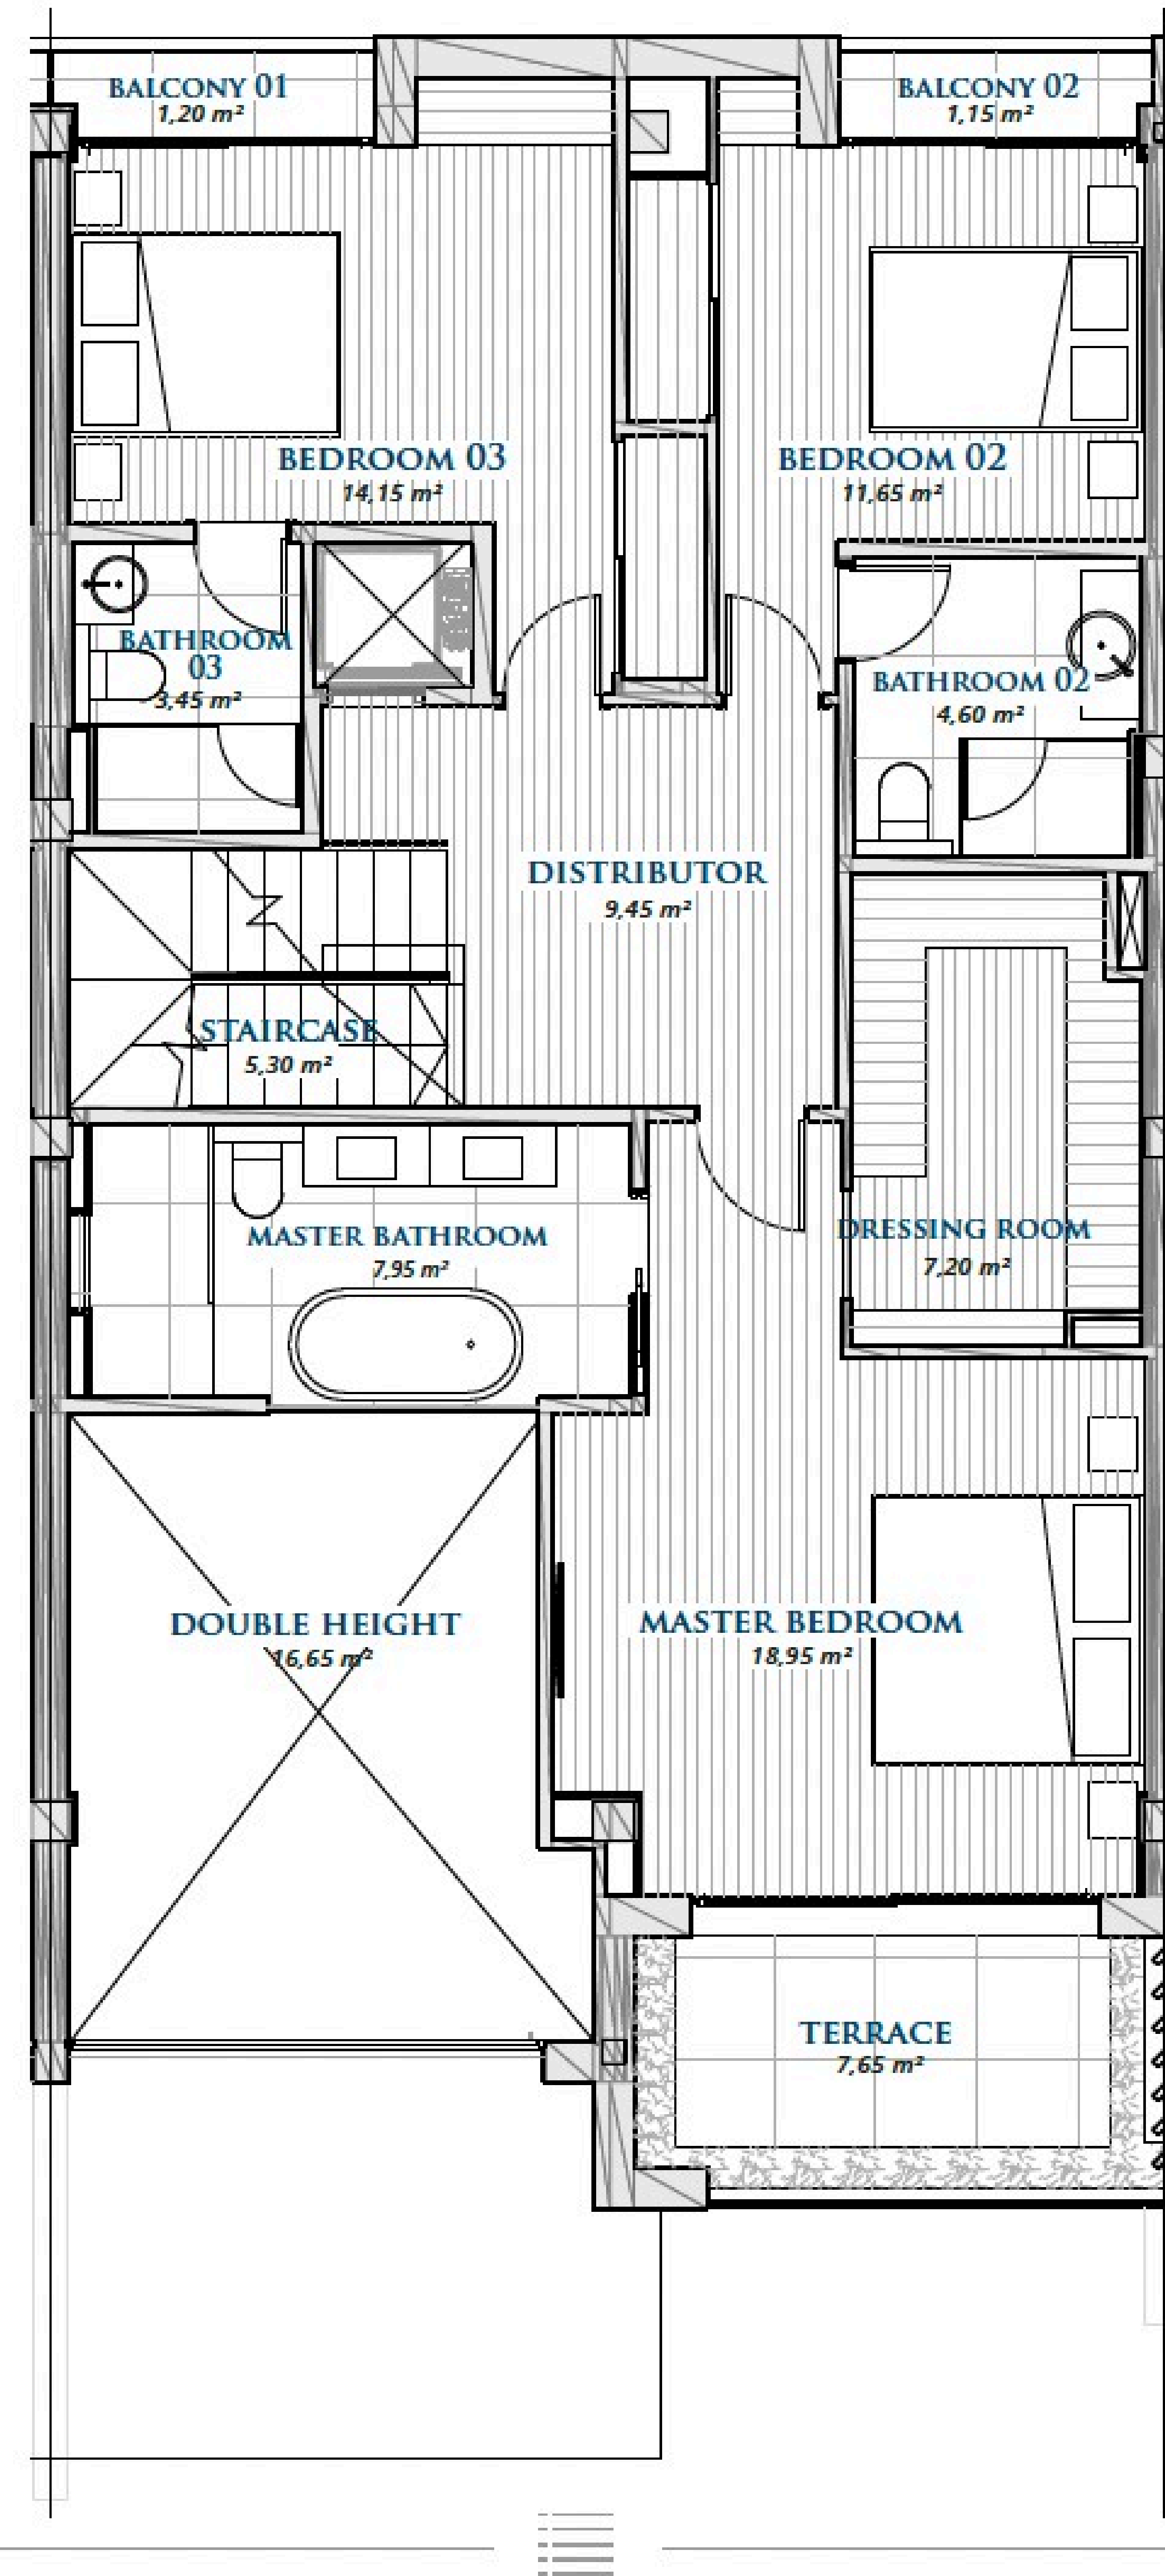 BALCONY 01
1,20 m²
BALCONY 02
1,15 m²
BEDROOM 03
14,15 m²
BEDROOM 02
11,65 m²
BATHROOM
03
3,45 m²
BATHROOM 02
4,60 m²
DISTRIBUTOR
9,45 m²
STAIRCASE
5,30 m²
MASTER BATHROOM
7,95 m²
DRESSING ROOM
7,20 m²
DOUBLE HEIGHT
16,65 m²
MASTER BEDROOM
18,95 m²
TERRACE
7,65 m²